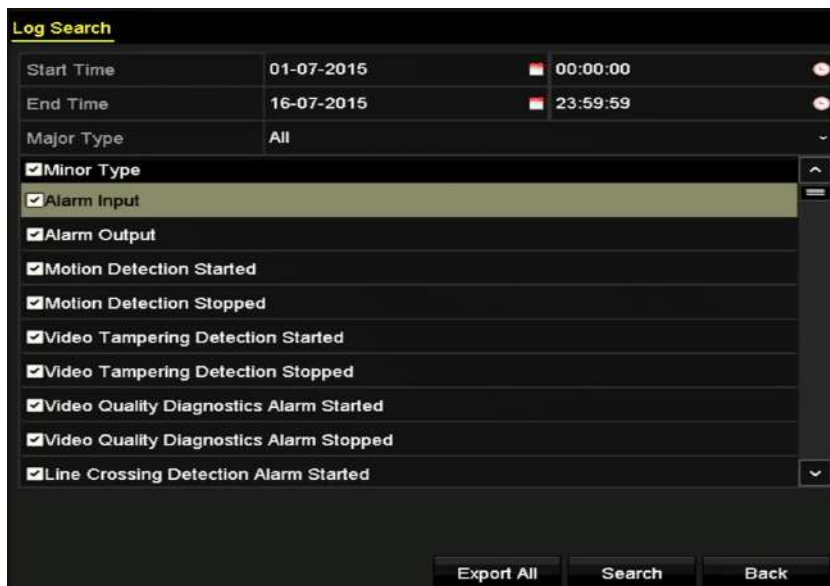 Log Search
Start Time 01-07-2015 00:00:00
End Time 16-07-2015 23:59:59
Major Type All
Minor Type
Alarm Input
Alarm Output
Motion Detection Started
Motion Detection Stopped
Video Tampering Detection Started
Video Tampering Detection Stopped
Video Quality Diagnostics Alarm Started
Video Quality Diagnostics Alarm Stopped
Line Crossing Detection Alarm Started
Export All Search Back